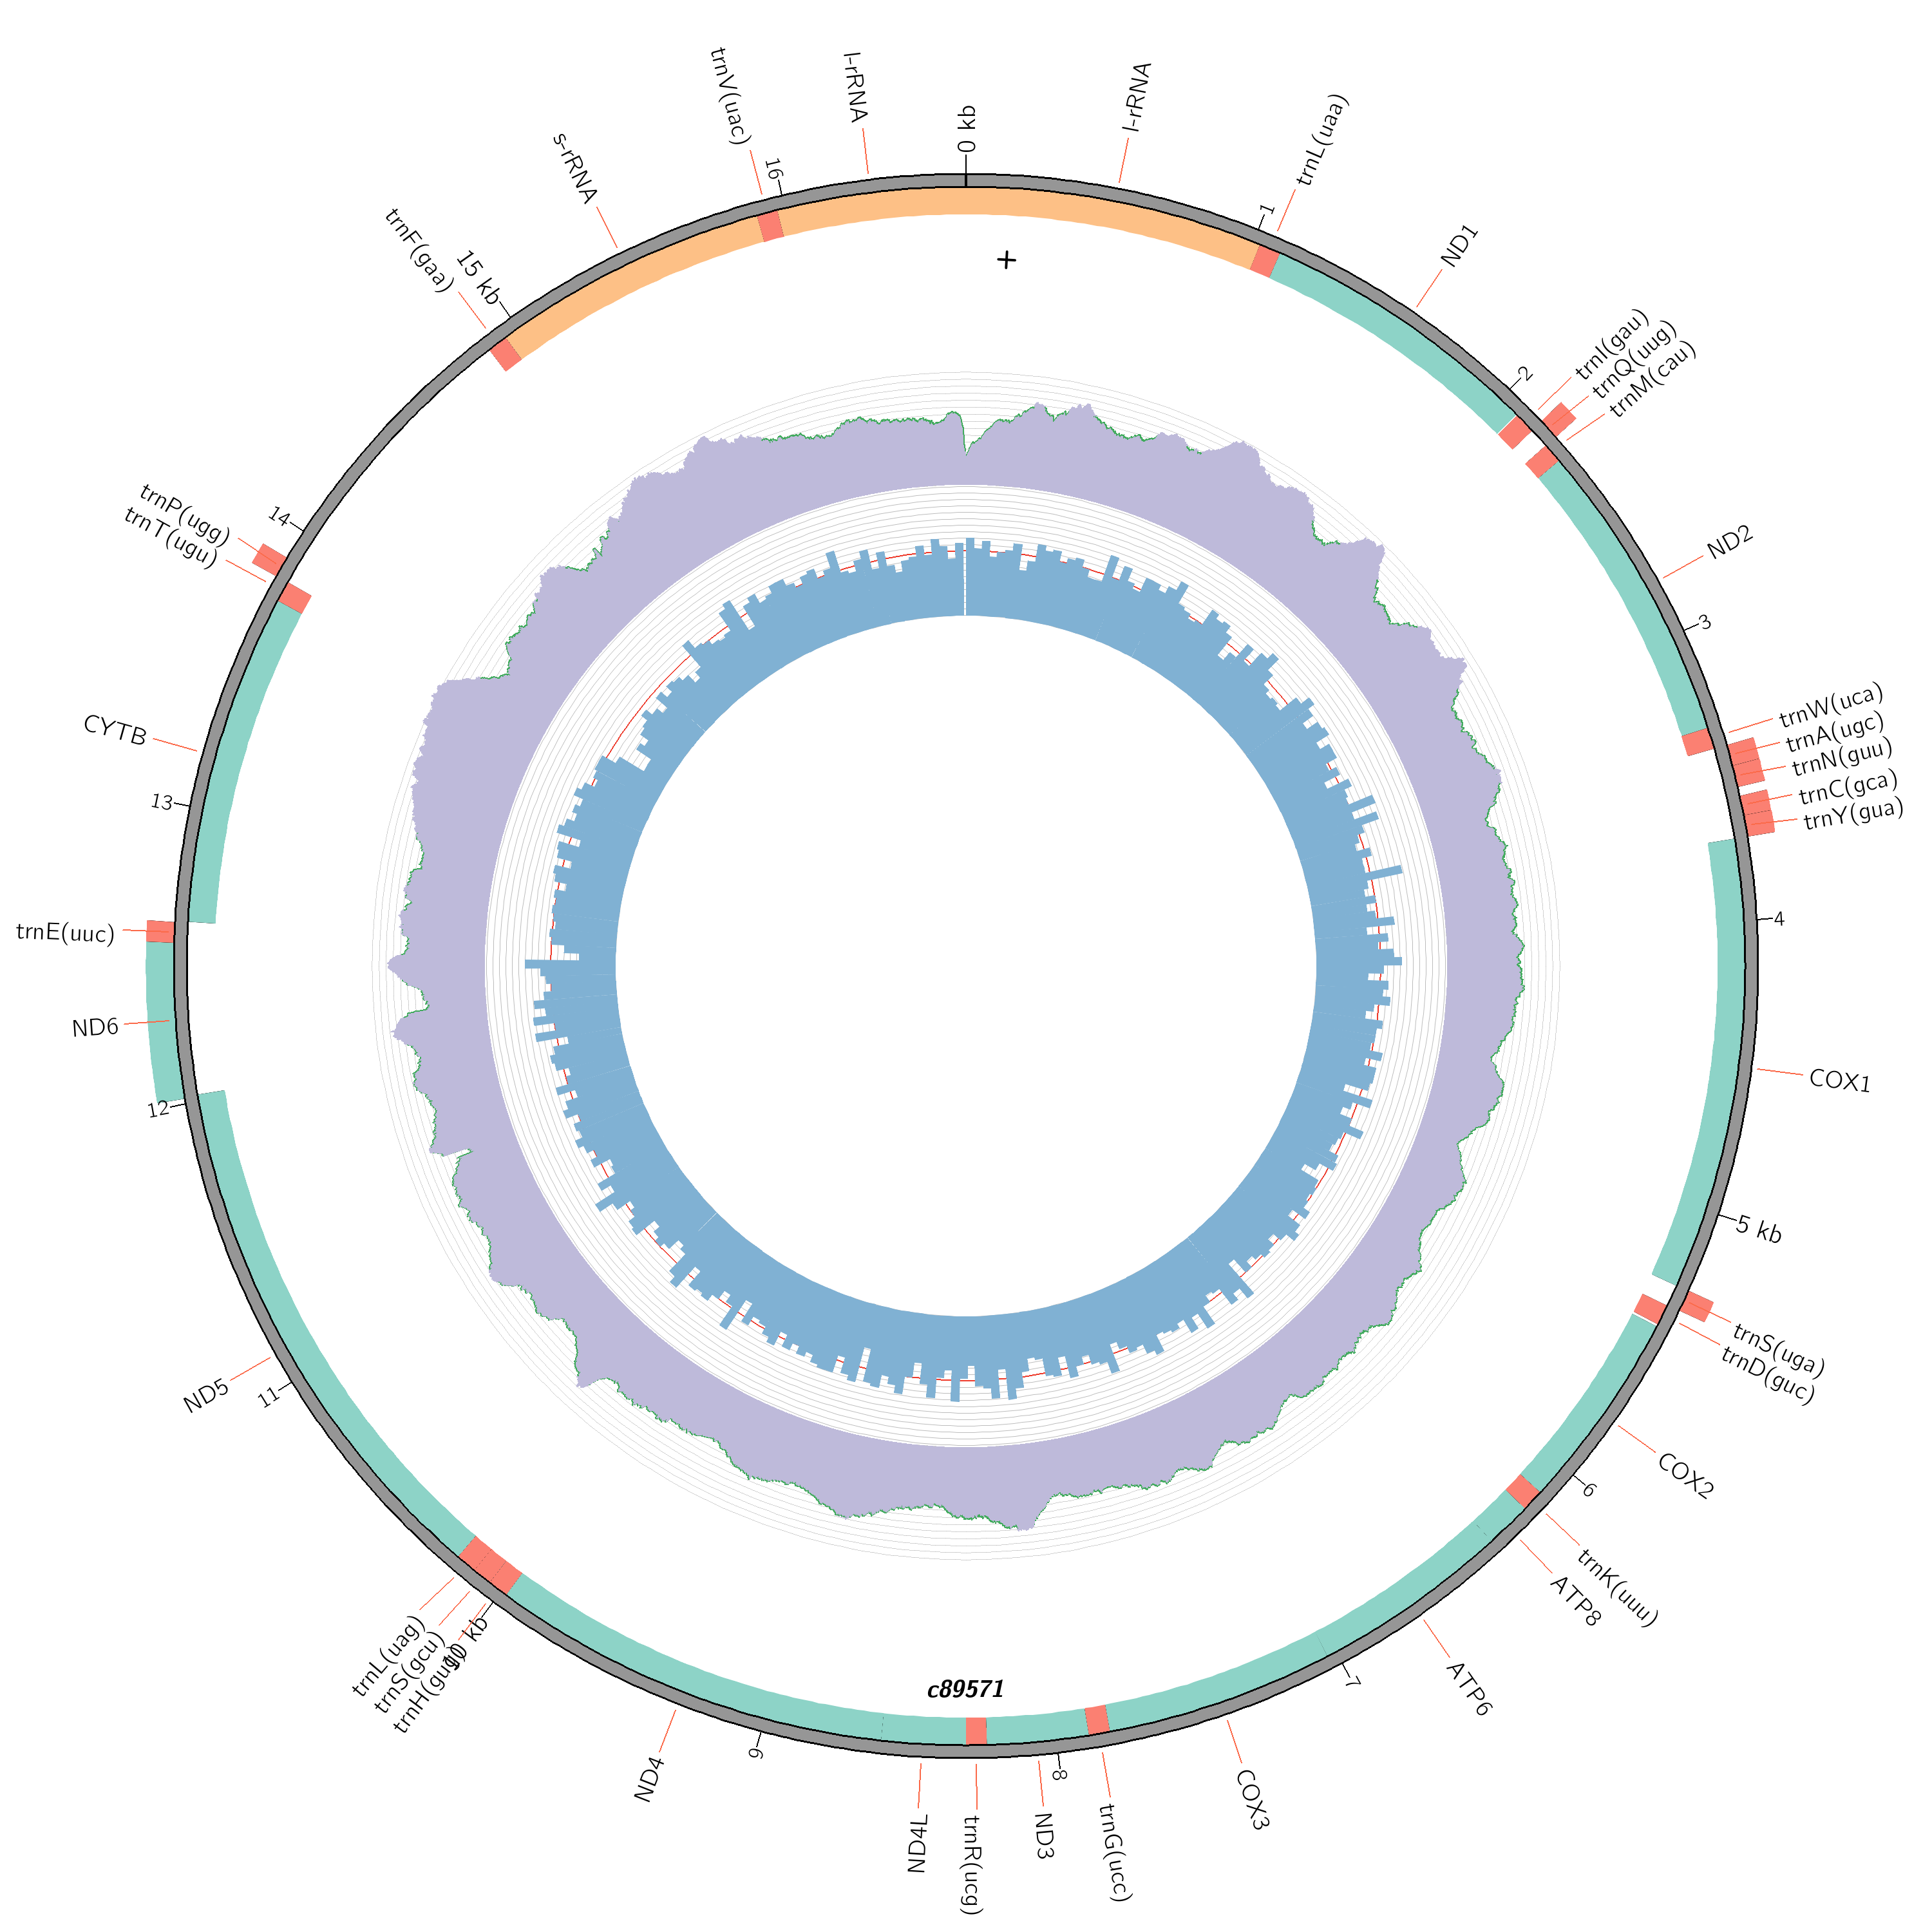 0 kb
l-rRNA
trnL(uaa)
1
ND1
2
trnI(gau)
trnQ(uug)
trnM(cau)
ND2
3
trnW(uca)
trnA(ugc)
trnN(guu)
trnC(gca)
trnY(gua)
4
COX1
5 kb
trnS(uga)
trnD(guc)
COX2
6
trnK(uuu)
ATP8
ATP6
7
COX3
trnG(ucc)
8
ND3
trnR(ucg)
ND4L
c89571
9
ND4
10 kb
trnH(gug)
trnS(gcu)
trnL(uag)
11
ND5
12
ND6
trnE(uuc)
13
CYTB
trnT(ugu)
trnP(ugg)
14
trnF(gaa)
15 kb
s-rRNA
trnV(uac)
16
l-rRNA
+